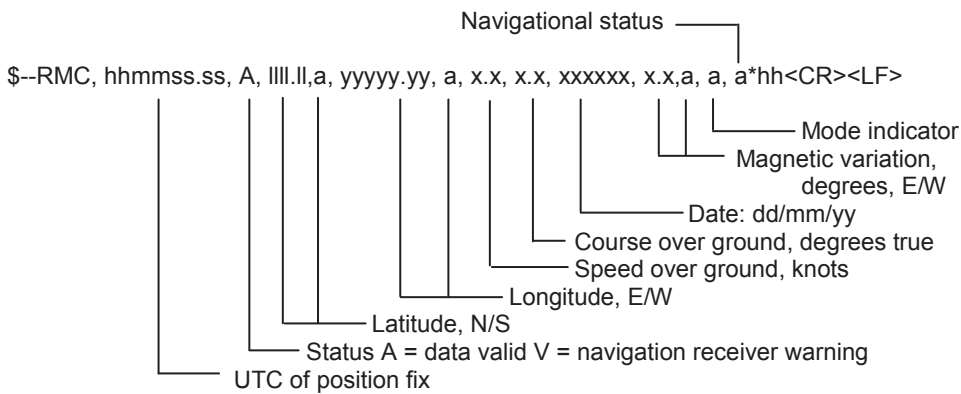 Navigational status
$--RMC, hhmmss.ss, A, llll.ll,a, yyyyy.yy, a, x.x, x.x, xxxxxx, x.x,a, a, a*hh<CR><LF>
Mode indicator
Magnetic variation,
degrees, E/W
Date: dd/mm/yy
Course over ground, degrees true
Speed over ground, knots
Longitude, E/W
Latitude, N/S
Status A = data valid V = navigation receiver warning
UTC of position fix